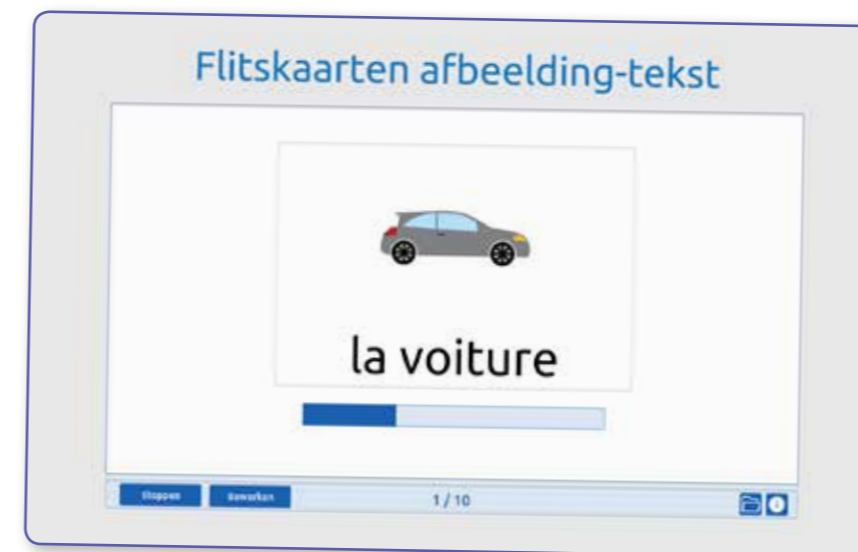 Flitskaarten afbeelding-tekst
la voiture
Stoppen Bewerken 1 / 10